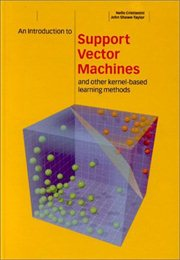 Nello Cristianini
John Shawe-Taylor
An Introduction to
Support
Vector
Machines
and other kernel-based
learning methods